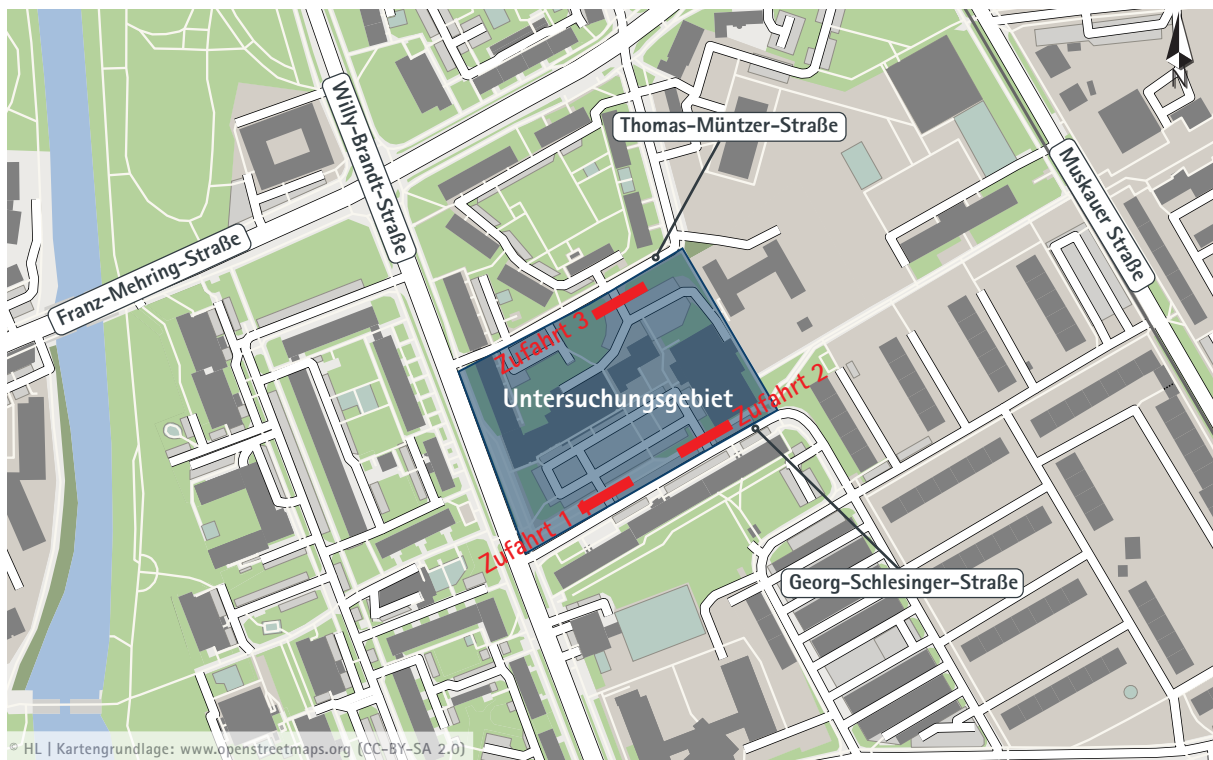 N
Willy-Brandt-Straße
Thomas-Müntzer-Straße
Muskauer Straße
Franz-Mehring-Straße
Zufahrt 3
Untersuchungsgebiet
Zufahrt 2
Zufahrt 1
Georg-Schlesinger-Straße
© HL | Kartengrundlage: www.openstreetmaps.org (CC-BY-SA 2.0)